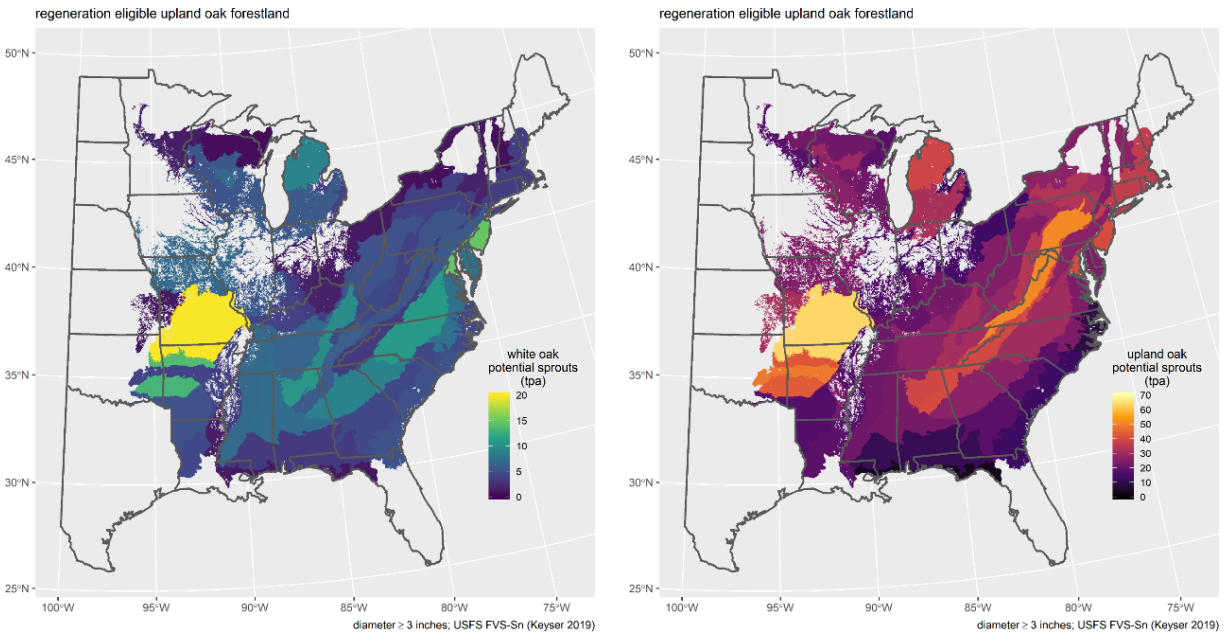 regeneration eligible upland oak forestland
50°N
45°N
40°N
35°N
30°N
25°N
100°W
95°W
90°W
85°W
80°W
75°W
white oak
potential sprouts
(tpa)
20
15
10
5
0
diameter ≥ 3 inches; USFS FVS-Sn (Keyser 2019)
regeneration eligible upland oak forestland
50°N
45°N
40°N
35°N
30°N
25°N
100°W
95°W
90°W
85°W
80°W
75°W
upland oak
potential sprouts
(tpa)
70
60
50
40
30
20
10
0
diameter ≥ 3 inches; USFS FVS-Sn (Keyser 2019)